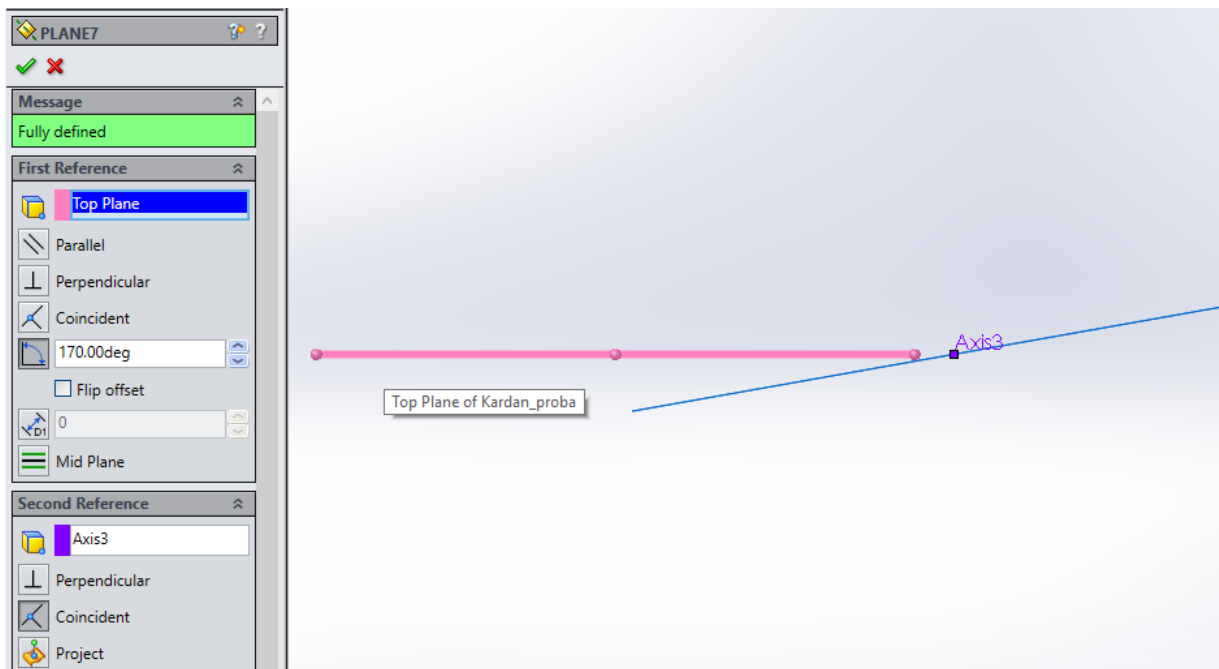 PLANE7
Message
Fully defined
First Reference
Top Plane
Parallel
Perpendicular
Coincident
170.00deg
Flip offset
D1
0
Mid Plane
Second Reference
Axis3
Perpendicular
Coincident
Project
Axis3
Top Plane of Kardan_proba